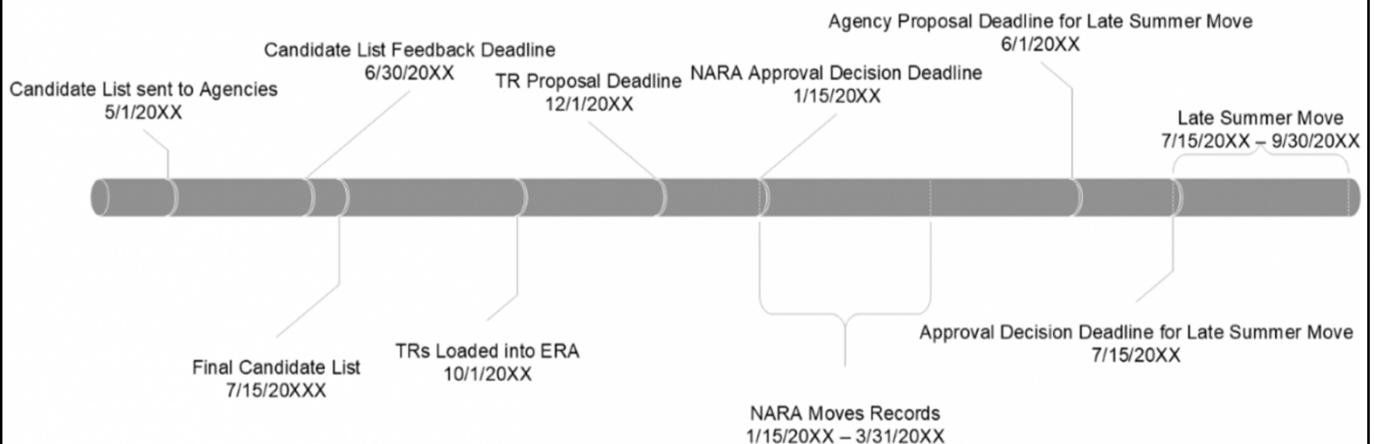 Agency Proposal Deadline for Late Summer Move
6/1/20XX
Candidate List Feedback Deadline
6/30/20XX
NARA Approval Decision Deadline
1/15/20XX
TR Proposal Deadline
12/1/20XX
Candidate List sent to Agencies
5/1/20XX
Late Summer Move
7/15/20XX – 9/30/20XX
Approval Decision Deadline for Late Summer Move
7/15/20XX
TRs Loaded into ERA
10/1/20XX
Final Candidate List
7/15/20XXX
NARA Moves Records
1/15/20XX – 3/31/20XX